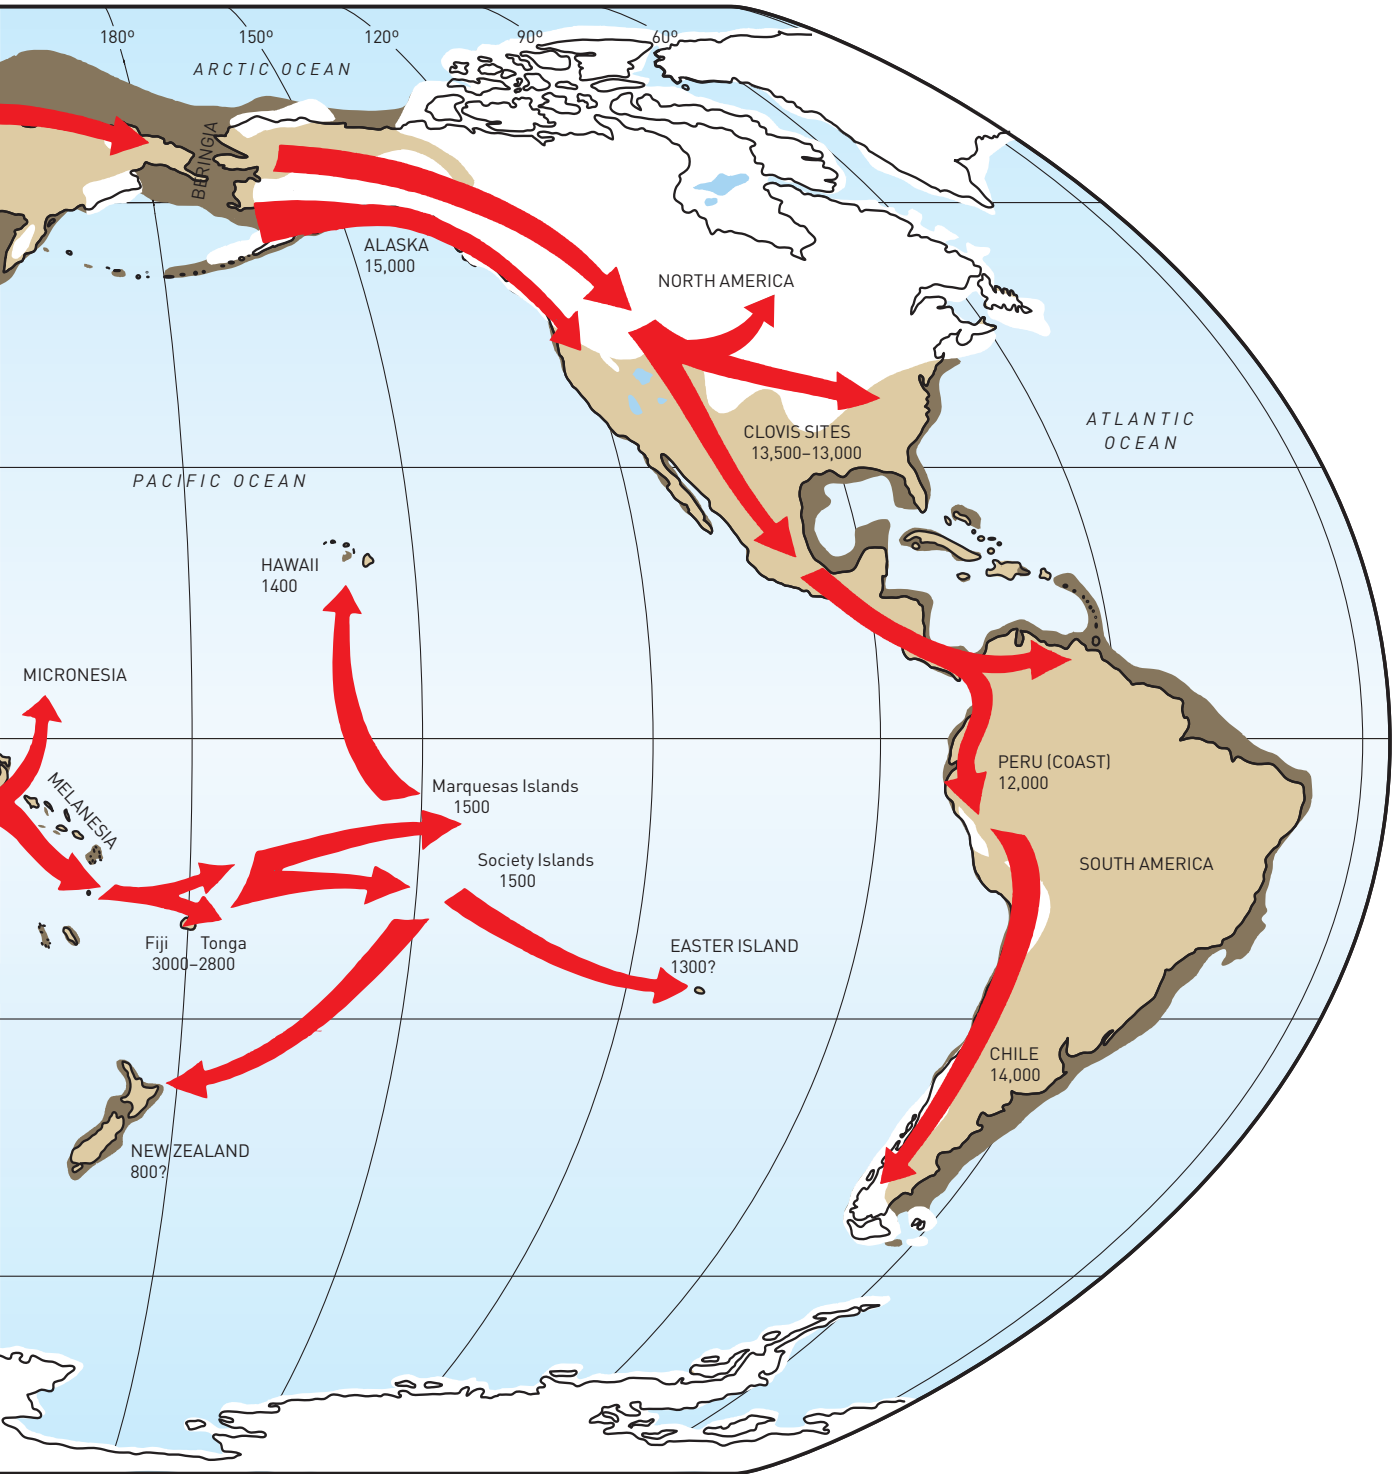 180º
150º
120º
90º
60º
ARCTIC OCEAN
BERINGIA
ALASKA
15,000
NORTH AMERICA
CLOVIS SITES
13,500–13,000
ATLANTIC
OCEAN
PACIFIC OCEAN
HAWAII
1400
MICRONESIA
MELANESIA
Marquesas Islands
1500
Society Islands
1500
PERU (COAST)
12,000
SOUTH AMERICA
Fiji Tonga
3000–2800
EASTER ISLAND
1300?
CHILE
14,000
NEW ZEALAND
800?